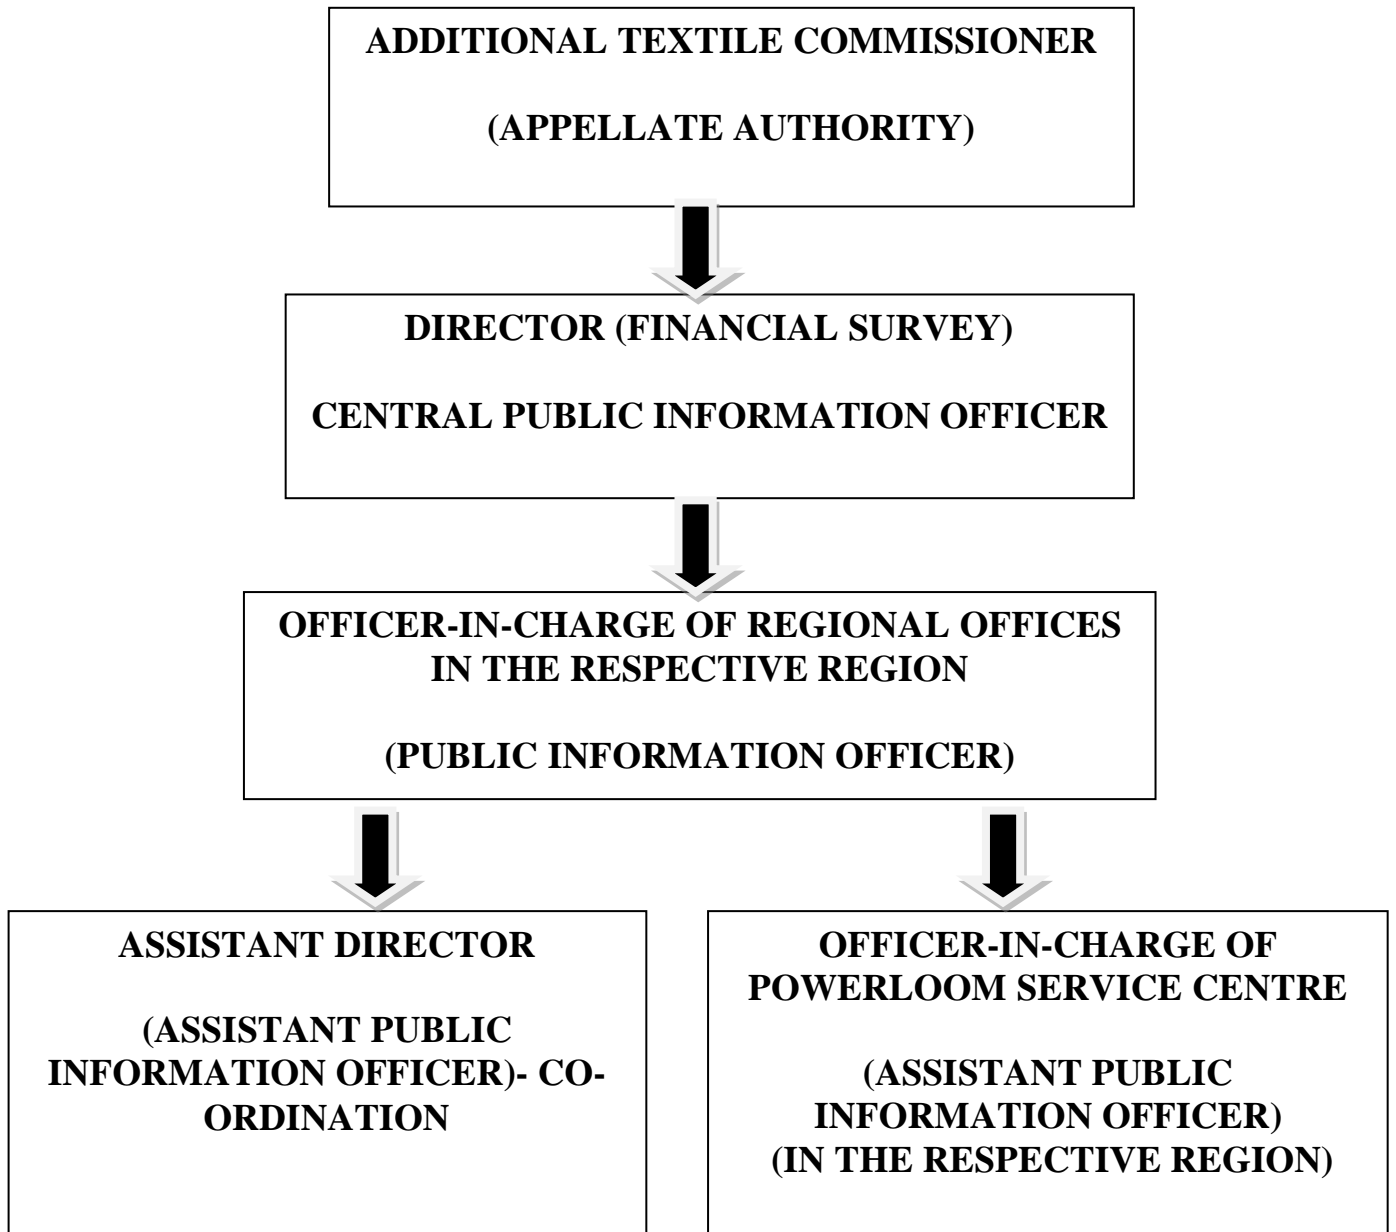 ADDITIONAL TEXTILE COMMISSIONER
(APPELLATE AUTHORITY)
DIRECTOR (FINANCIAL SURVEY)
CENTRAL PUBLIC INFORMATION OFFICER
OFFICER-IN-CHARGE OF REGIONAL OFFICES
IN THE RESPECTIVE REGION
(PUBLIC INFORMATION OFFICER)
ASSISTANT DIRECTOR
(ASSISTANT PUBLIC
INFORMATION OFFICER)- CO-
ORDINATION
OFFICER-IN-CHARGE OF
POWERLOOM SERVICE CENTRE
(ASSISTANT PUBLIC
INFORMATION OFFICER)
(IN THE RESPECTIVE REGION)